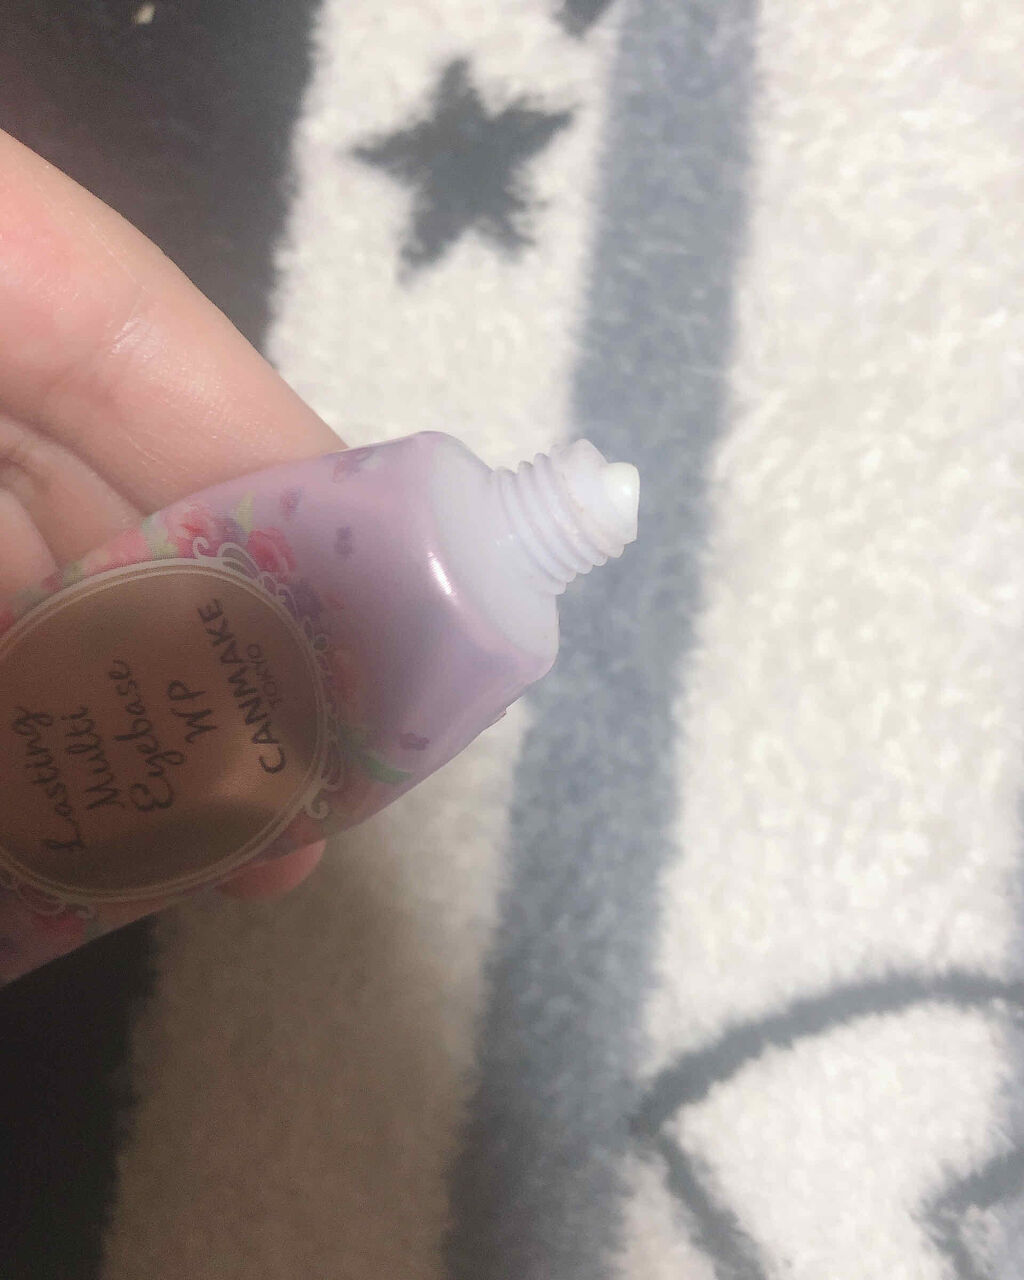 Lasting
Multi
Eyebase
WP
CANMAKE
TOKYO